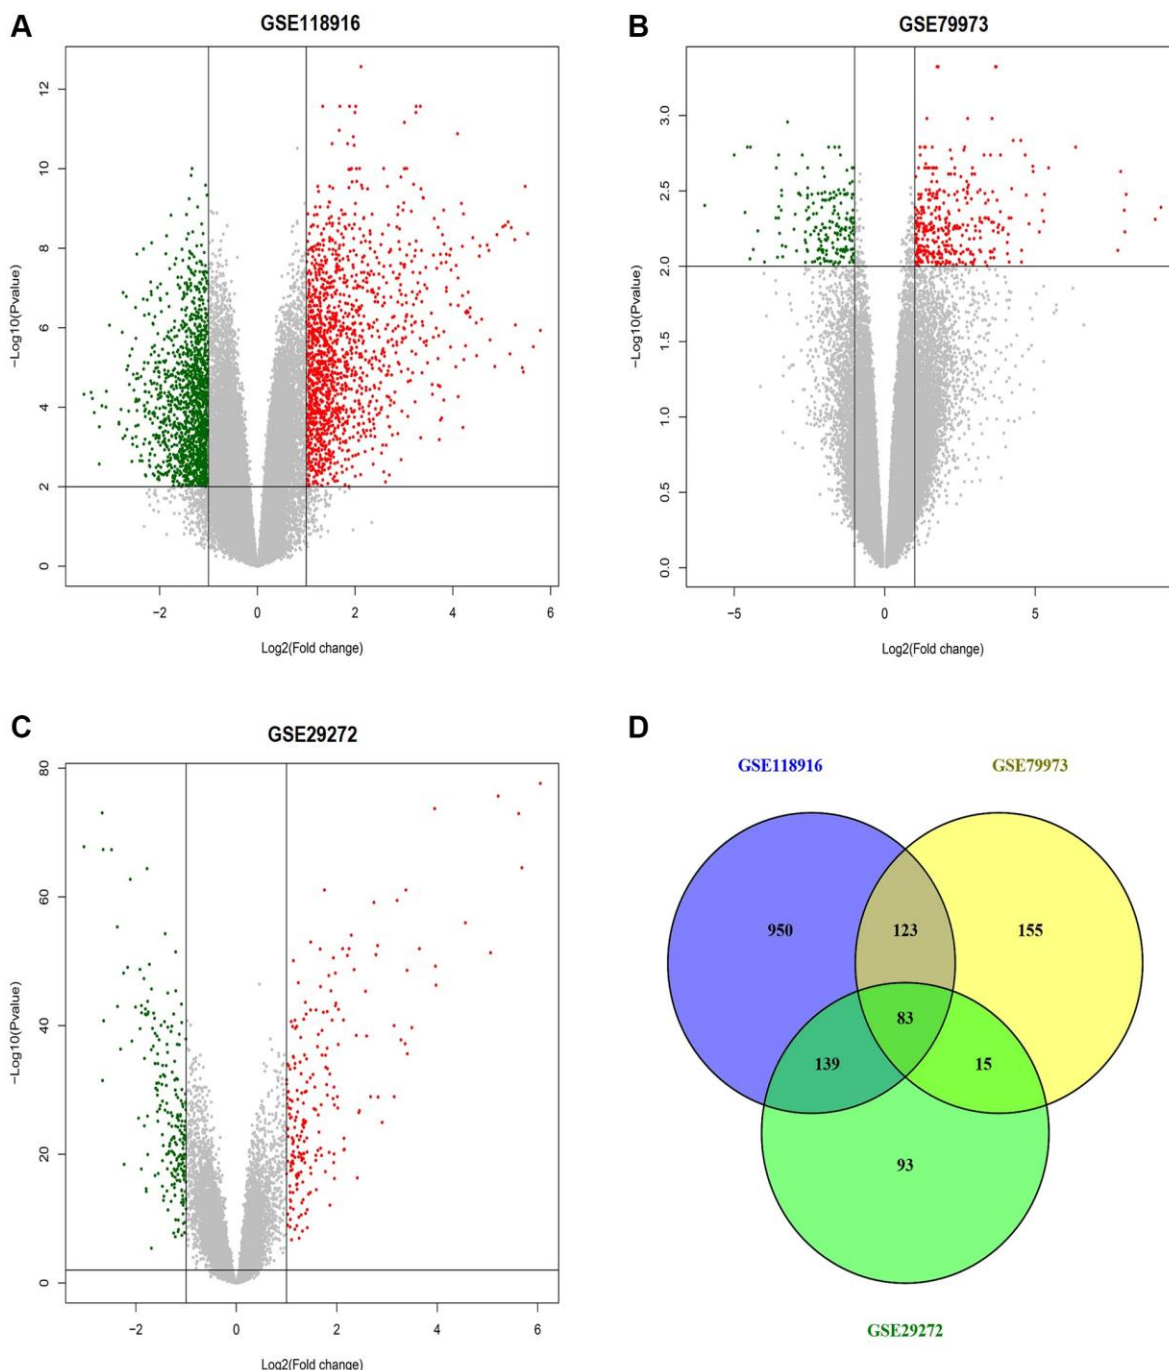 A
GSE118916
−Log10(Pvalue)
12
10
8
6
4
2
0
−2
0
2
4
6
Log2(Fold change)
B
GSE79973
−Log10(Pvalue)
3.0
2.5
2.0
1.5
1.0
0.5
0.0
−5
0
5
Log2(Fold change)
C
GSE29272
−Log10(Pvalue)
80
60
40
20
0
−2
0
2
4
6
Log2(Fold change)
D
GSE118916
GSE79973
950
123
155
83
139
15
93
GSE29272